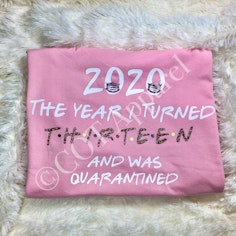 2020
THE YEAR I TURNED
T•H•I•R•T•E•E•N
AND WAS
QUARANTINED